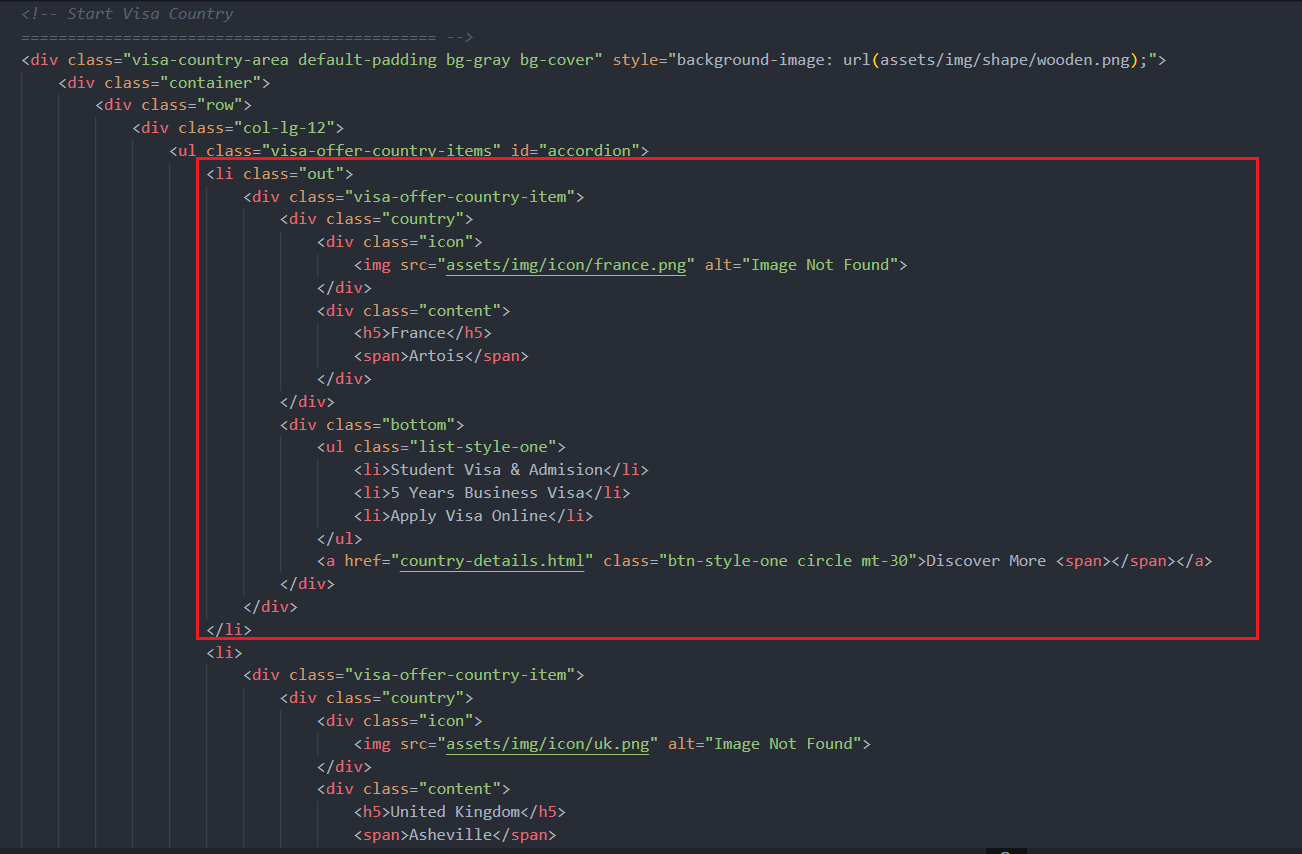 <!-- Start Visa Country
============================================= -->
<div class="visa-country-area default-padding bg-gray bg-cover" style="background-image: url(assets/img/shape/wooden.png);">
<div class="container">
<div class="row">
<div class="col-lg-12">
<ul class="visa-offer-country-items" id="accordion">
<li class="out">
<div class="visa-offer-country-item">
<div class="country">
<div class="icon">
<img src="assets/img/icon/france.png" alt="Image Not Found">
</div>
<div class="content">
<h5>France</h5>
<span>Artois</span>
</div>
</div>
<div class="bottom">
<ul class="list-style-one">
<li>Student Visa & Admision</li>
<li>5 Years Business Visa</li>
<li>Apply Visa Online</li>
</ul>
<a href="country-details.html" class="btn-style-one circle mt-30">Discover More <span></span></a>
</div>
</div>
</li>
<li>
<div class="visa-offer-country-item">
<div class="country">
<div class="icon">
<img src="assets/img/icon/uk.png" alt="Image Not Found">
</div>
<div class="content">
<h5>United Kingdom</h5>
<span>Asheville</span>